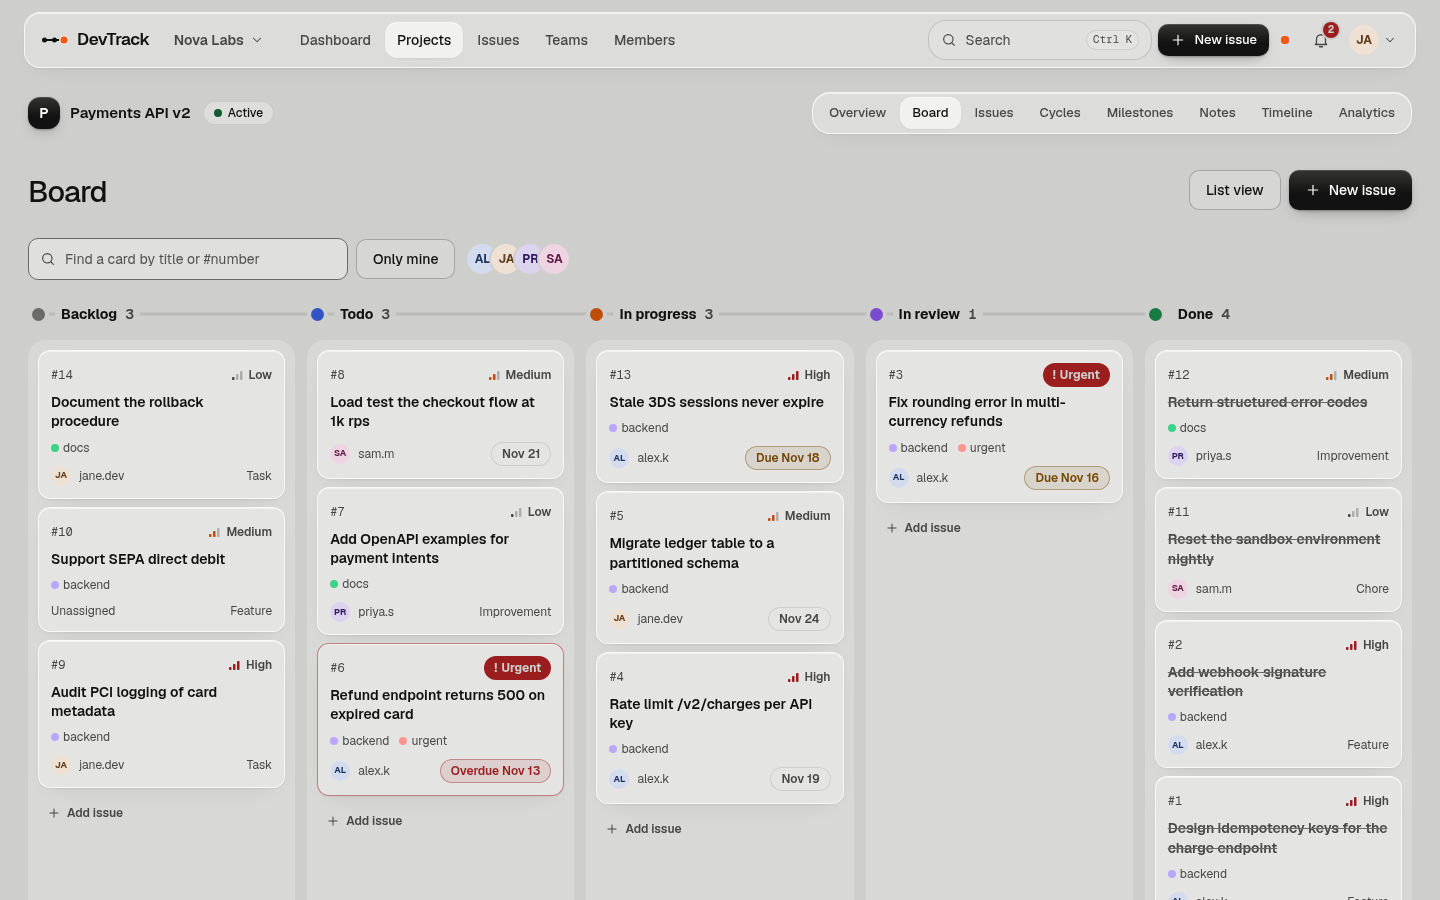 DevTrack
Nova Labs
Dashboard
Projects
Issues
Teams
Members
Search
Ctrl K
New issue
2
JA
P
Payments API v2
Active
Overview
Board
Issues
Cycles
Milestones
Notes
Timeline
Analytics
Board
List view
New issue
Find a card by title or #number
Only mine
AL
JA
PR
SA
Backlog 3
#14
Low
Document the rollback
procedure
docs
JA jane.dev
Task
#10
Medium
Support SEPA direct debit
backend
Unassigned
Feature
#9
High
Audit PCI logging of card
metadata
backend
JA jane.dev
Task
Add issue
Todo 3
#8
Medium
Load test the checkout flow at
1k rps
SA sam.m
Nov 21
#7
Low
Add OpenAPI examples for
payment intents
docs
PR priya.s
Improvement
#6
! Urgent
Refund endpoint returns 500 on
expired card
backend urgent
AL alex.k
Overdue Nov 13
Add issue
In progress 3
#13
High
Stale 3DS sessions never expire
backend
AL alex.k
Due Nov 18
#5
Medium
Migrate ledger table to a
partitioned schema
backend
JA jane.dev
Nov 24
#4
High
Rate limit /v2/charges per API
key
backend
AL alex.k
Nov 19
Add issue
In review 1
#3
! Urgent
Fix rounding error in multi-
currency refunds
backend urgent
AL alex.k
Due Nov 16
Add issue
Done 4
#12
Medium
Return structured error codes
docs
PR priya.s
Improvement
#11
Low
Reset the sandbox environment
nightly
SA sam.m
Chore
#2
High
Add webhook signature
verification
backend
AL alex.k
Feature
#1
High
Design idempotency keys for the
charge endpoint
backend